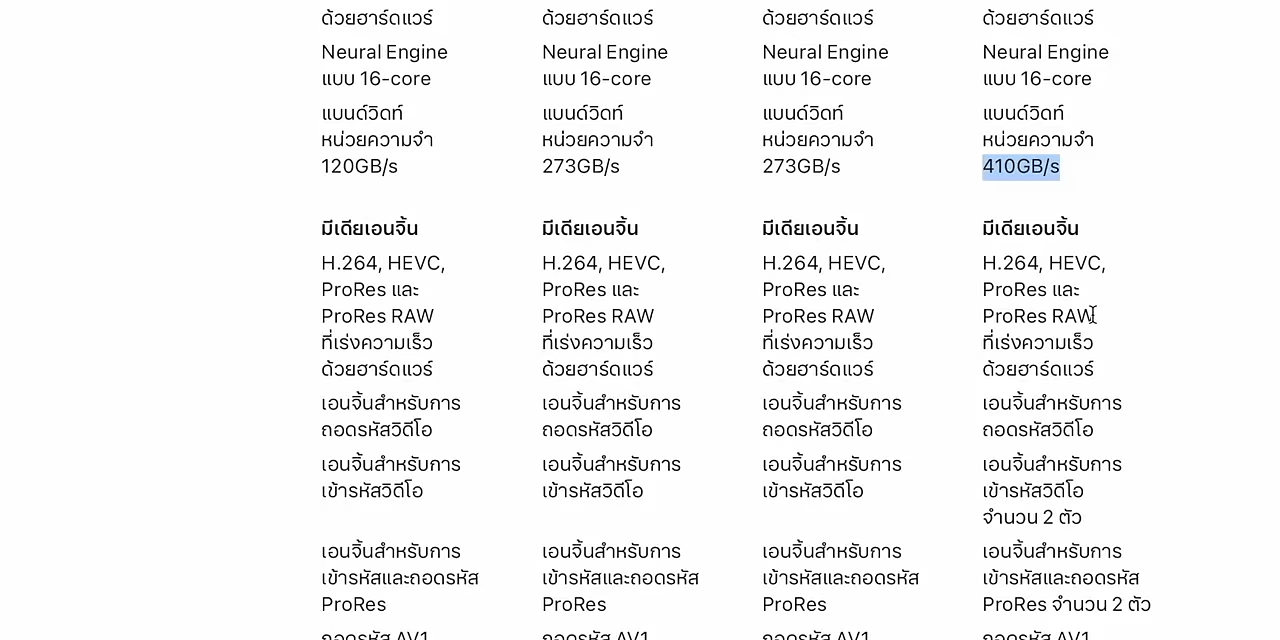 ด้วยฮาร์ดแวร์ ด้วยฮาร์ดแวร์ ด้วยฮาร์ดแวร์ ด้วยฮาร์ดแวร์
Neural Engine Neural Engine Neural Engine Neural Engine
แบบ 16-core แบบ 16-core แบบ 16-core แบบ 16-core
แบนด์วิดท์ แบนด์วิดท์ แบนด์วิดท์ แบนด์วิดท์
หน่วยความจำ หน่วยความจำ หน่วยความจำ หน่วยความจำ
120GB/s 273GB/s 273GB/s 410GB/s
มีเดียเอนจิ้น มีเดียเอนจิ้น มีเดียเอนจิ้น มีเดียเอนจิ้น
H.264, HEVC, H.264, HEVC, H.264, HEVC, H.264, HEVC,
ProRes และ ProRes และ ProRes และ ProRes และ
ProRes RAW ProRes RAW ProRes RAW ProRes RAW
ที่เร่งความเร็ว ที่เร่งความเร็ว ที่เร่งความเร็ว ที่เร่งความเร็ว
ด้วยฮาร์ดแวร์ ด้วยฮาร์ดแวร์ ด้วยฮาร์ดแวร์ ด้วยฮาร์ดแวร์
เอนจิ้นสำหรับการ เอนจิ้นสำหรับการ เอนจิ้นสำหรับการ เอนจิ้นสำหรับการ
ถอดรหัสวิดีโอ ถอดรหัสวิดีโอ ถอดรหัสวิดีโอ ถอดรหัสวิดีโอ
เอนจิ้นสำหรับการ เอนจิ้นสำหรับการ เอนจิ้นสำหรับการ เอนจิ้นสำหรับการ
เข้ารหัสวิดีโอ เข้ารหัสวิดีโอ เข้ารหัสวิดีโอ เข้ารหัสวิดีโอ
จำนวน 2 ตัว
เอนจิ้นสำหรับการ เอนจิ้นสำหรับการ เอนจิ้นสำหรับการ เอนจิ้นสำหรับการ
เข้ารหัสและถอดรหัส เข้ารหัสและถอดรหัส เข้ารหัสและถอดรหัส เข้ารหัสและถอดรหัส
ProRes ProRes ProRes ProRes จำนวน 2 ตัว
ถอดรหัส AV1 ถอดรหัส AV1 ถอดรหัส AV1 ถอดรหัส AV1